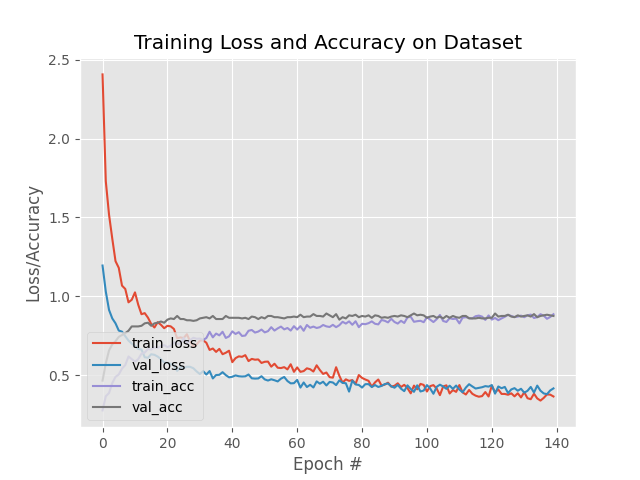 Training Loss and Accuracy on Dataset
2.5
2.0
1.5
1.0
0.5
Loss/Accuracy
train_loss
val_loss
train_acc
val_acc
0 20 40 60 80 100 120 140
Epoch #